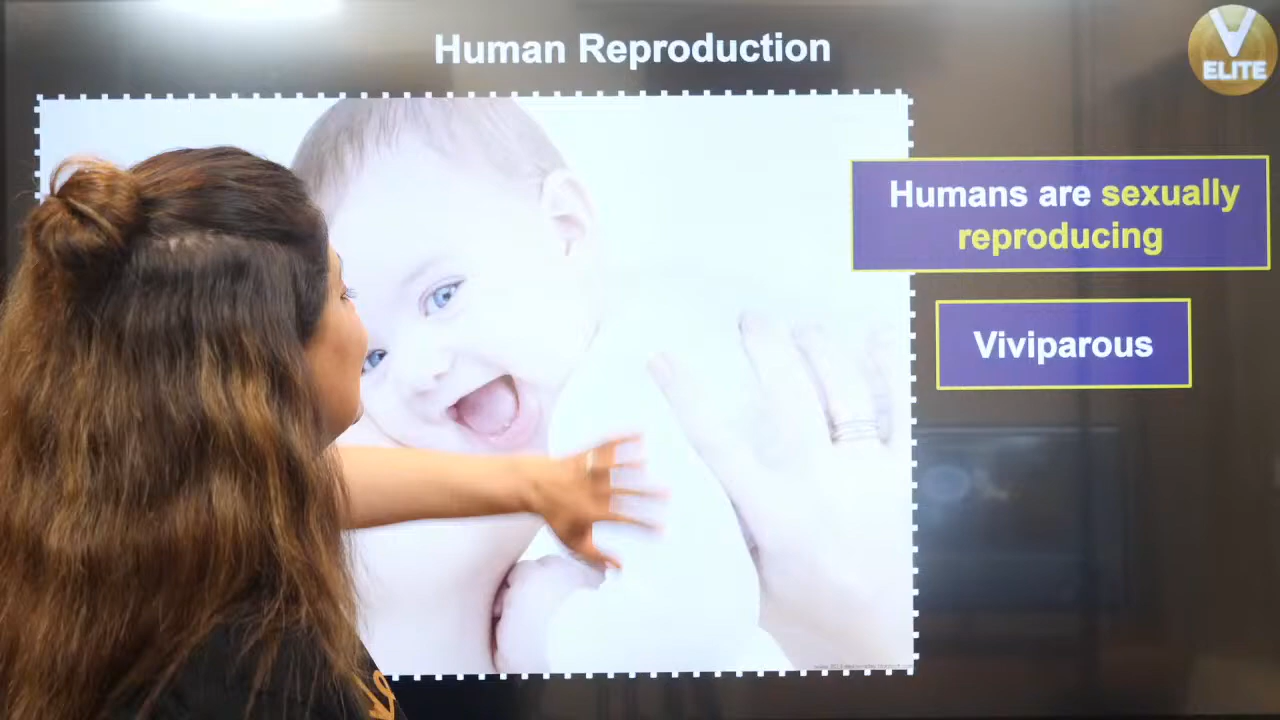 Human Reproduction
V
ELITE
Humans are sexually
reproducing
Viviparous